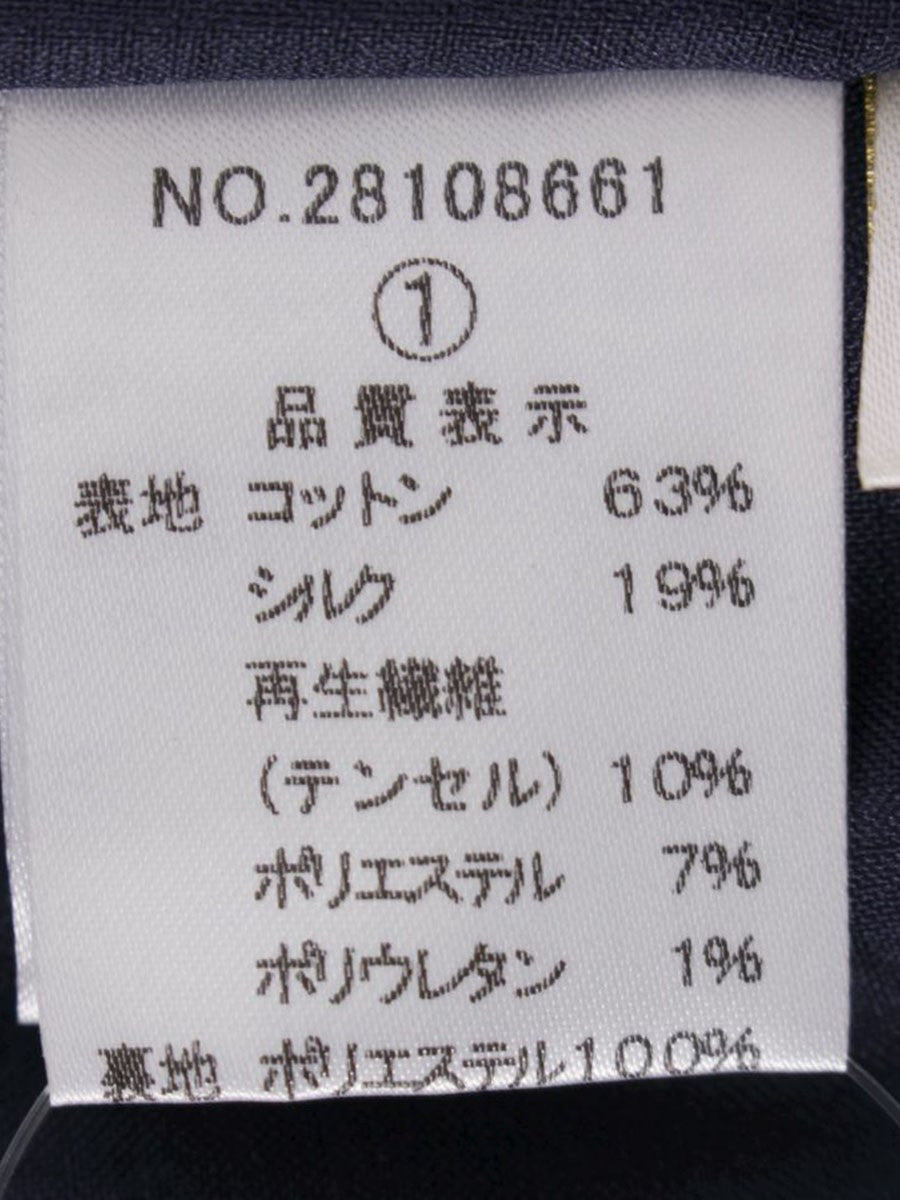 NO.28108661
①
品質表示
表地 コットン 63%
シルク 19%
再生繊維
(テンセル) 10%
ポリエステル 7%
ポリウレタン 1%
裏地 ポリエステル100%